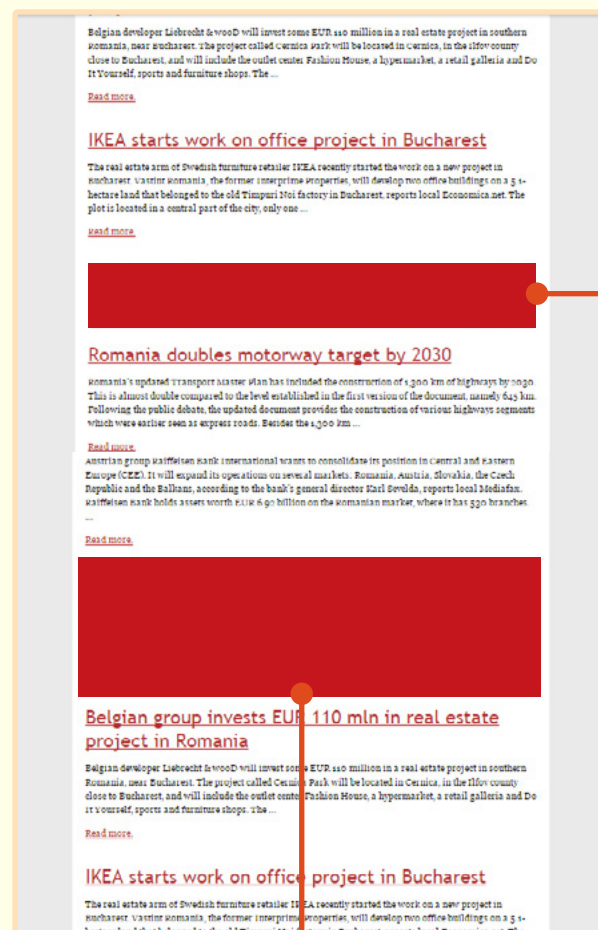 Belgian developer Liebrecht & wooD will invest some EUR 110 million in a real estate project in southern
Romania, near Bucharest. The project called Cernica Park will be located in Cernica, in the Ilfov county
close to Bucharest, and will include the outlet center Fashion House, a hypermarket, a retail galleria and Do
It Yourself, sports and furniture shops. The ...
Read more.
IKEA starts work on office project in Bucharest
The real estate arm of Swedish furniture retailer IKEA recently started the work on a new project in
Bucharest. Vastint Romania, the former Interprime Properties, will develop two office buildings on a 5.1-
hectare land that belonged to the old Timpuri Noi factory in Bucharest, reports local Economica.net. The
plot is located in a central part of the city, only one ...
Read more.
Romania doubles motorway target by 2030
Romania's updated Transport Master Plan has included the construction of 1,300 km of highways by 2030.
This is almost double compared to the level established in the first version of the document, namely 645 km.
Following the public debate, the updated document provides the construction of various highways segments
which were earlier seen as express roads. Besides the 1,300 km ...
Read more.
Austrian group Raiffeisen Bank International wants to consolidate its position in Central and Eastern
Europe (CEE). It will expand its operations on several markets: Romania, Austria, Slovakia, the Czech
Republic and the Balkans, according to the bank's general director Karl Sevelda, reports local Mediafax.
Raiffeisen Bank holds assets worth EUR 6.90 billion on the Romanian market, where it has 530 branches.
...
Read more.
Belgian group invests EUR 110 mln in real estate
project in Romania
Belgian developer Liebrecht & wooD will invest some EUR 110 million in a real estate project in southern
Romania, near Bucharest. The project called Cernica Park will be located in Cernica, in the Ilfov county
close to Bucharest, and will include the outlet center Fashion House, a hypermarket, a retail galleria and Do
It Yourself, sports and furniture shops. The ...
Read more.
IKEA starts work on office project in Bucharest
The real estate arm of Swedish furniture retailer IKEA recently started the work on a new project in
Bucharest. Vastint Romania, the former Interprime Properties, will develop two office buildings on a 5.1-